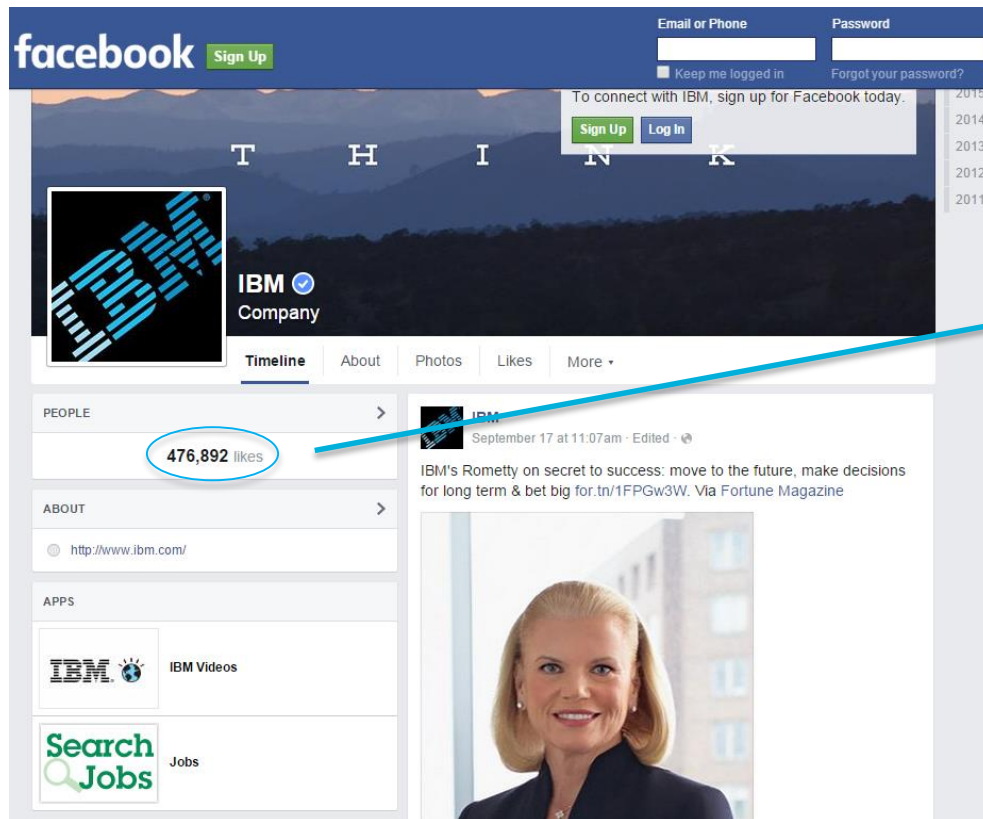 Email or Phone
Password
facebook
Sign Up
Keep me logged in
Forgot your password?
To connect with IBM, sign up for Facebook today.
Sign Up
Log In
2015
2014
2013
2012
2011
T H I N K
IBM
IBM
Company
Timeline
About
Photos
Likes
More
PEOPLE
476,892 likes
ABOUT
http://www.ibm.com/
APPS
IBM.
IBM Videos
Search
Jobs
Jobs
IBM
September 17 at 11:07am · Edited ·
IBM's Rometty on secret to success: move to the future, make decisions
for long term & bet big for.tn/1FPGw3W. Via Fortune Magazine